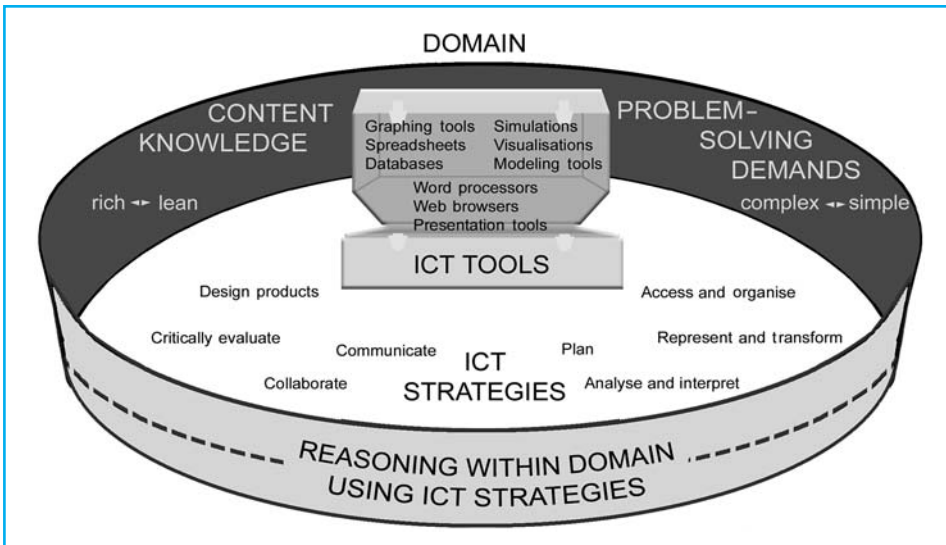 DOMAIN
CONTENT
KNOWLEDGE
rich ◄► lean
Graphing tools
Spreadsheets
Databases
Simulations
Visualisations
Modeling tools
Word processors
Web browsers
Presentation tools
PROBLEM–
SOLVING
DEMANDS
complex ◄► simple
ICT TOOLS
Design products
Access and organise
Critically evaluate
Communicate
Plan
Represent and transform
Collaborate
ICT
STRATEGIES
Analyse and interpret
REASONING WITHIN DOMAIN
USING ICT STRATEGIES